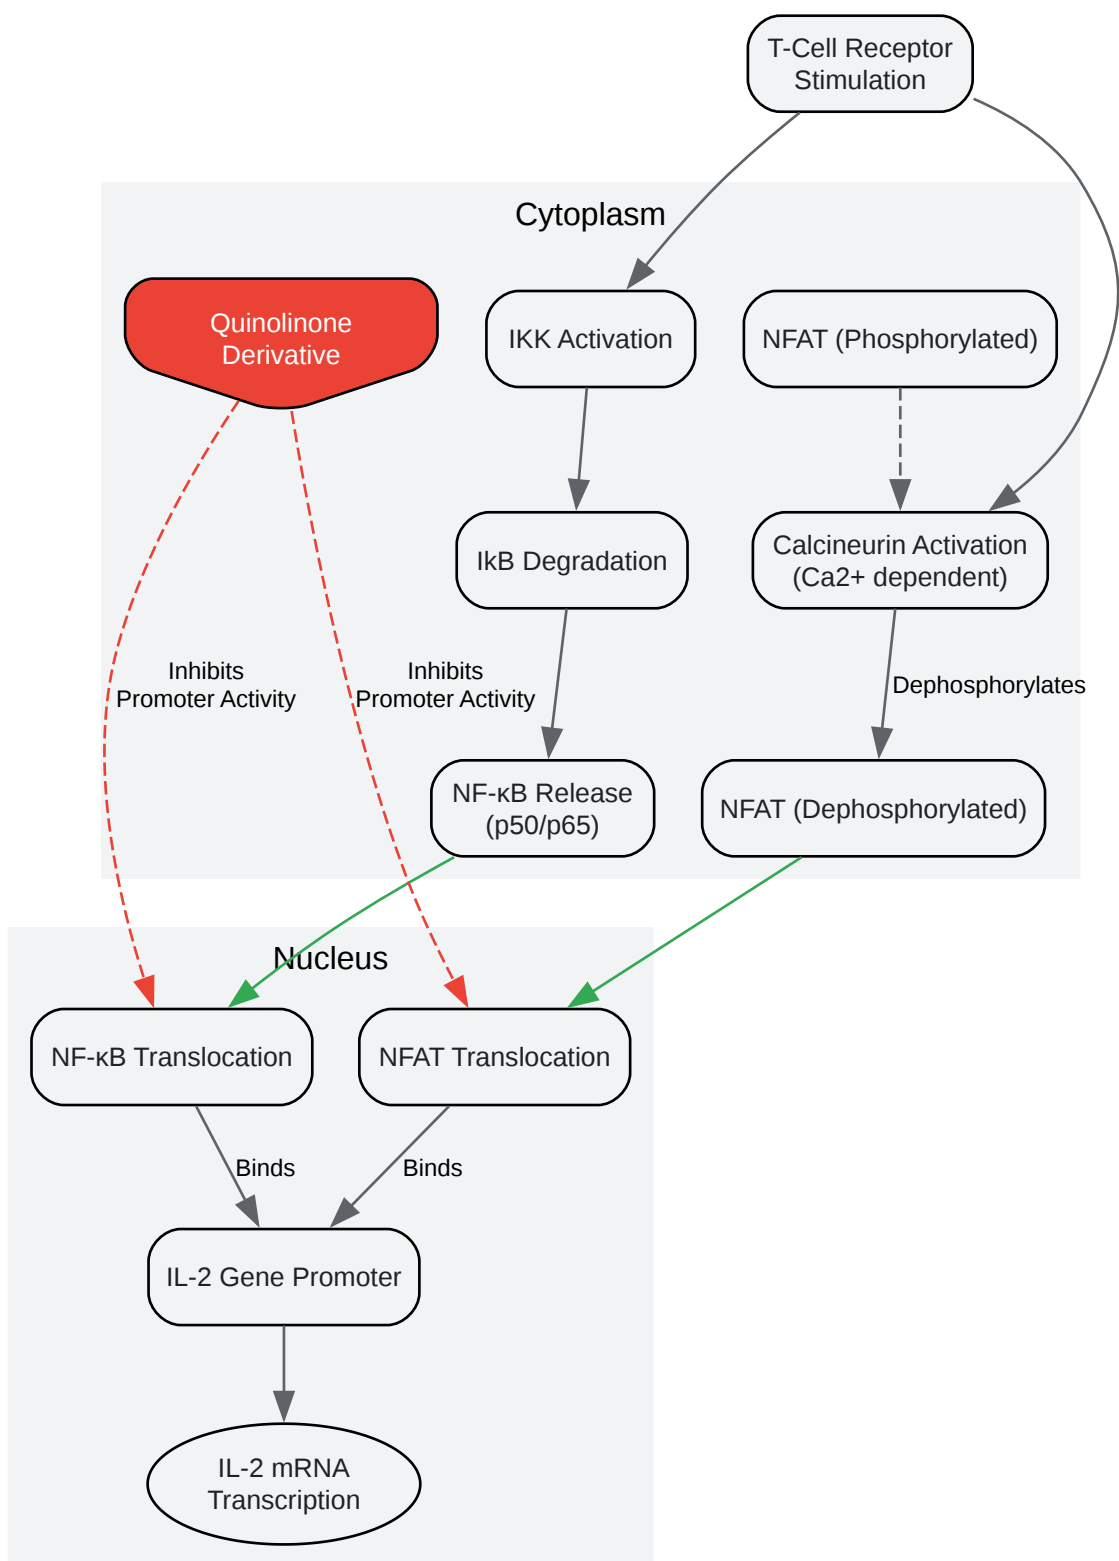 T-Cell Receptor
Stimulation
Cytoplasm
Quinolinone
Derivative
IKK Activation
NFAT (Phosphorylated)
IkB Degradation
Calcineurin Activation
(Ca2+ dependent)
Inhibits
Promoter Activity
Inhibits
Promoter Activity
Dephosphorylates
NF-κB Release
(p50/p65)
NFAT (Dephosphorylated)
Nucleus
NF-κB Translocation
NFAT Translocation
Binds
Binds
IL-2 Gene Promoter
IL-2 mRNA
Transcription